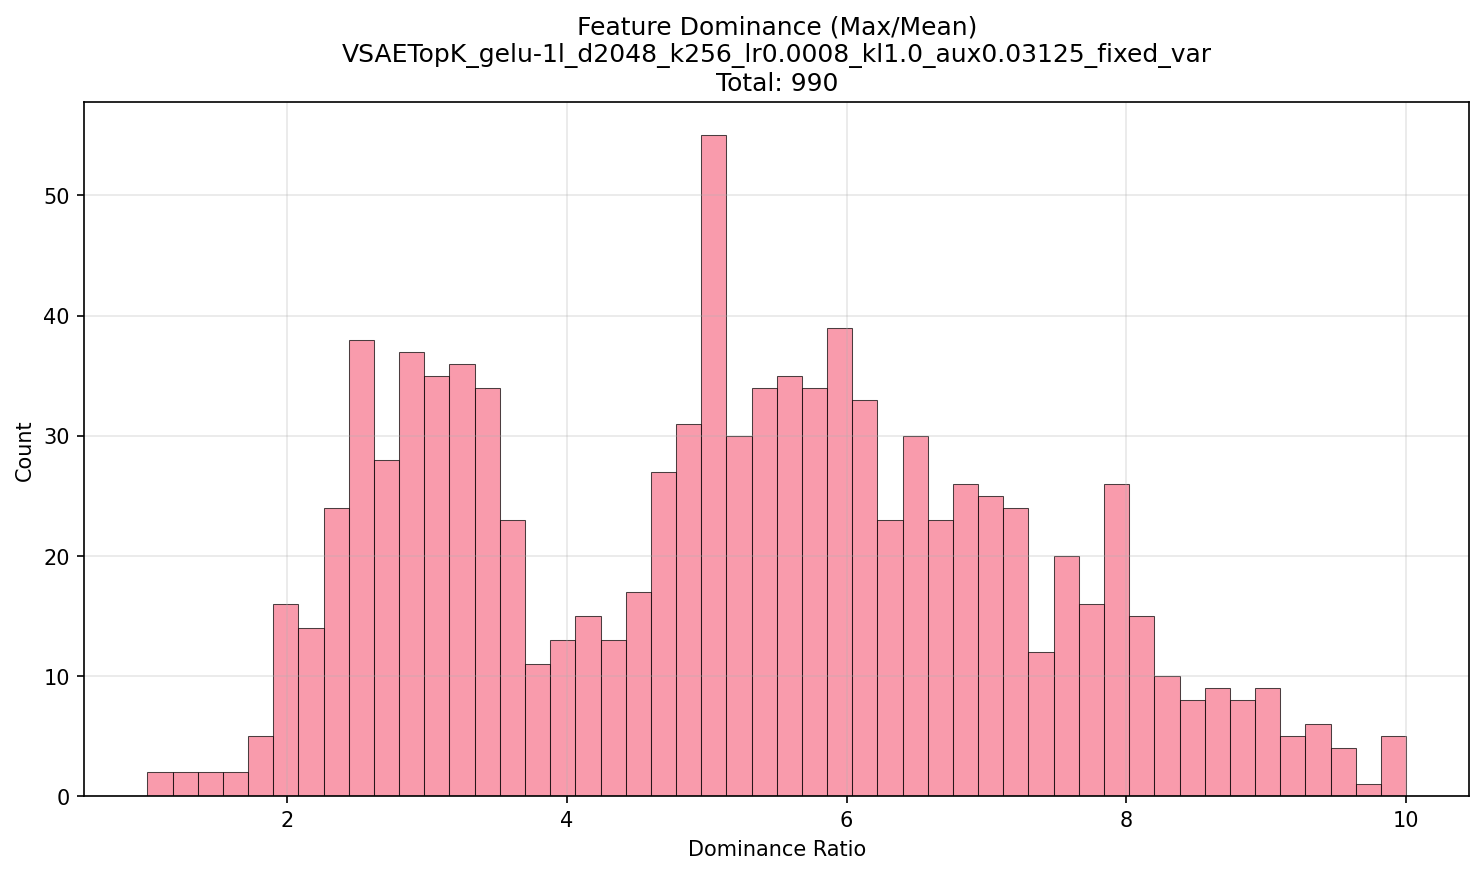 Feature Dominance (Max/Mean)
VSAETopK_gelu-1l_d2048_k256_lr0.0008_kl1.0_aux0.03125_fixed_var
Total: 990
50
40
30
20
10
0
Count
2
4
6
8
10
Dominance Ratio